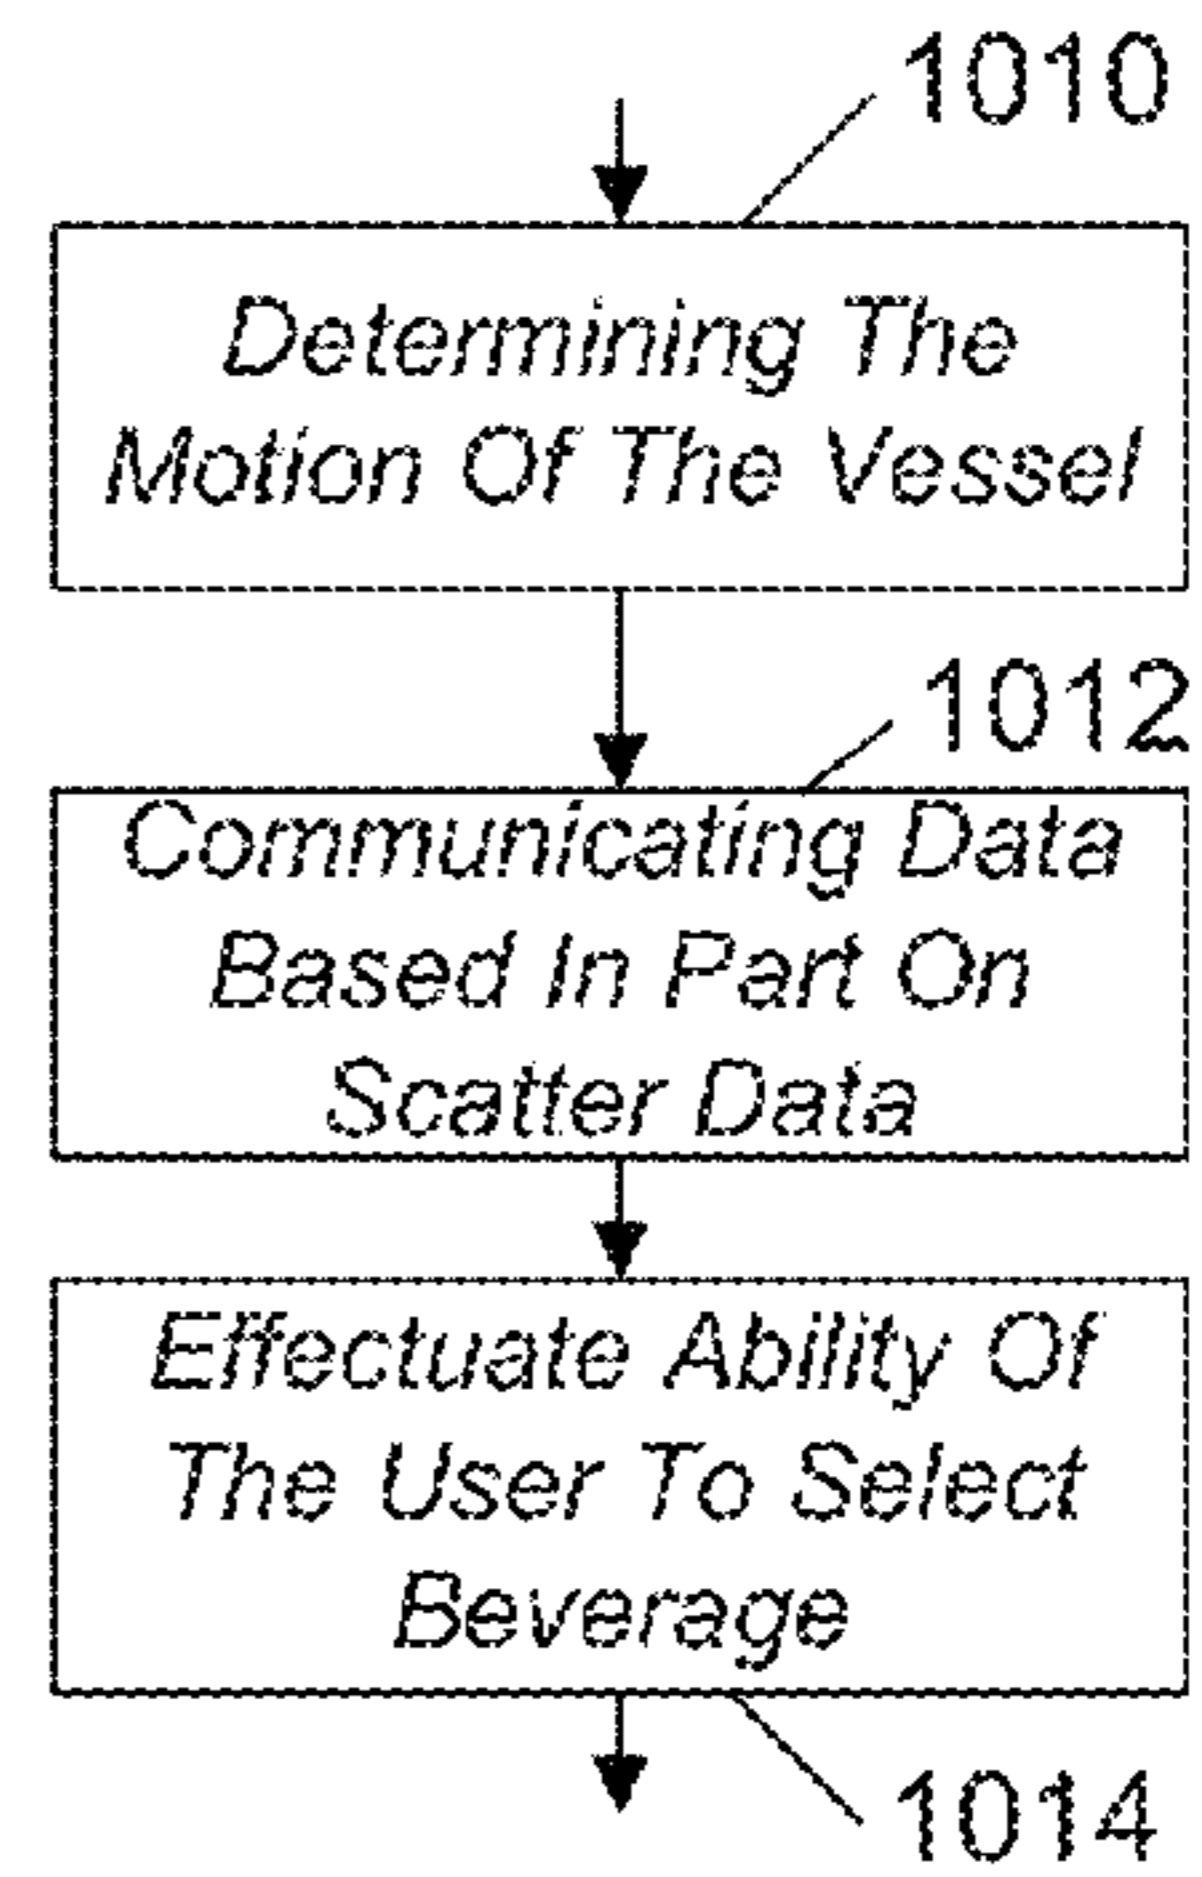 1010
Determining The
Motion Of The Vessel
1012
Communicating Data
Based In Part On
Scatter Data
Effectuate Ability Of
The User To Select
Beverage
1014